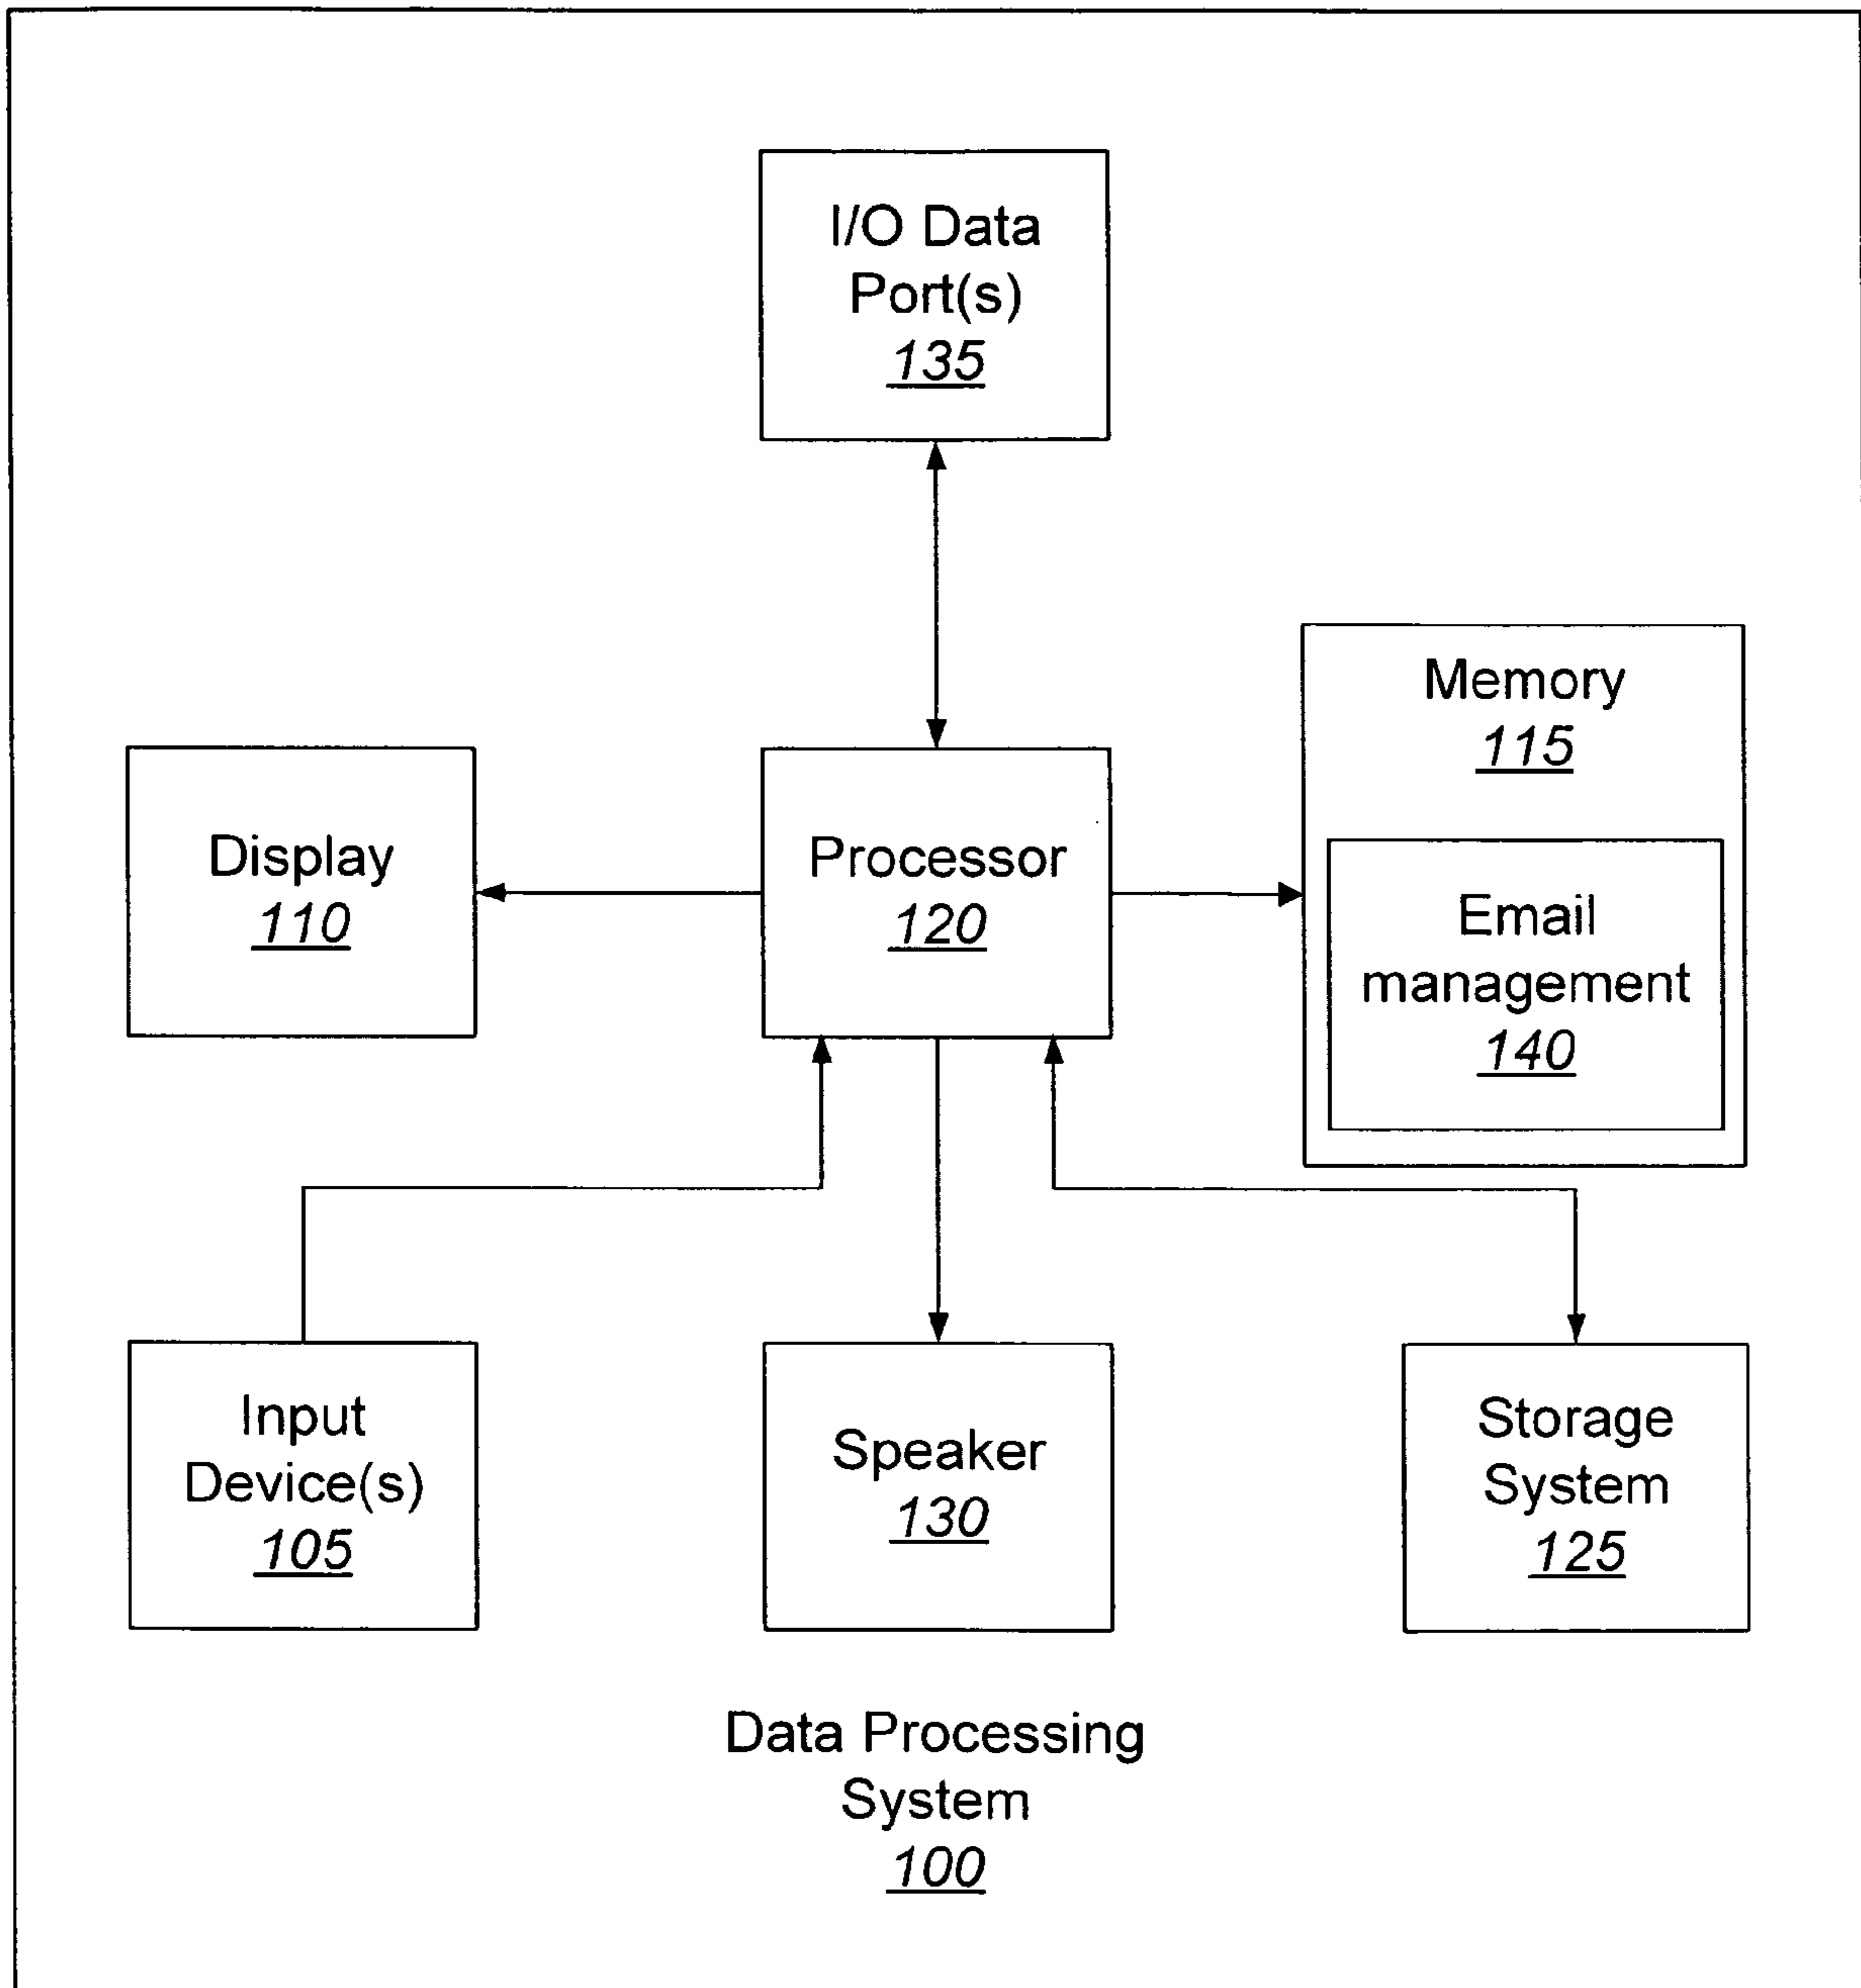 I/O Data
Port(s)
135
Memory
115
Display
110
Processor
120
Email
management
140
Input
Device(s)
105
Speaker
130
Storage
System
125
Data Processing
System
100